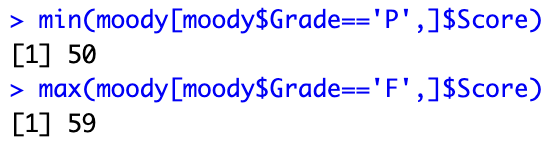 > min(moody[moody$Grade=='P',]$Score)
[1] 50
> max(moody[moody$Grade=='F',]$Score)
[1] 59